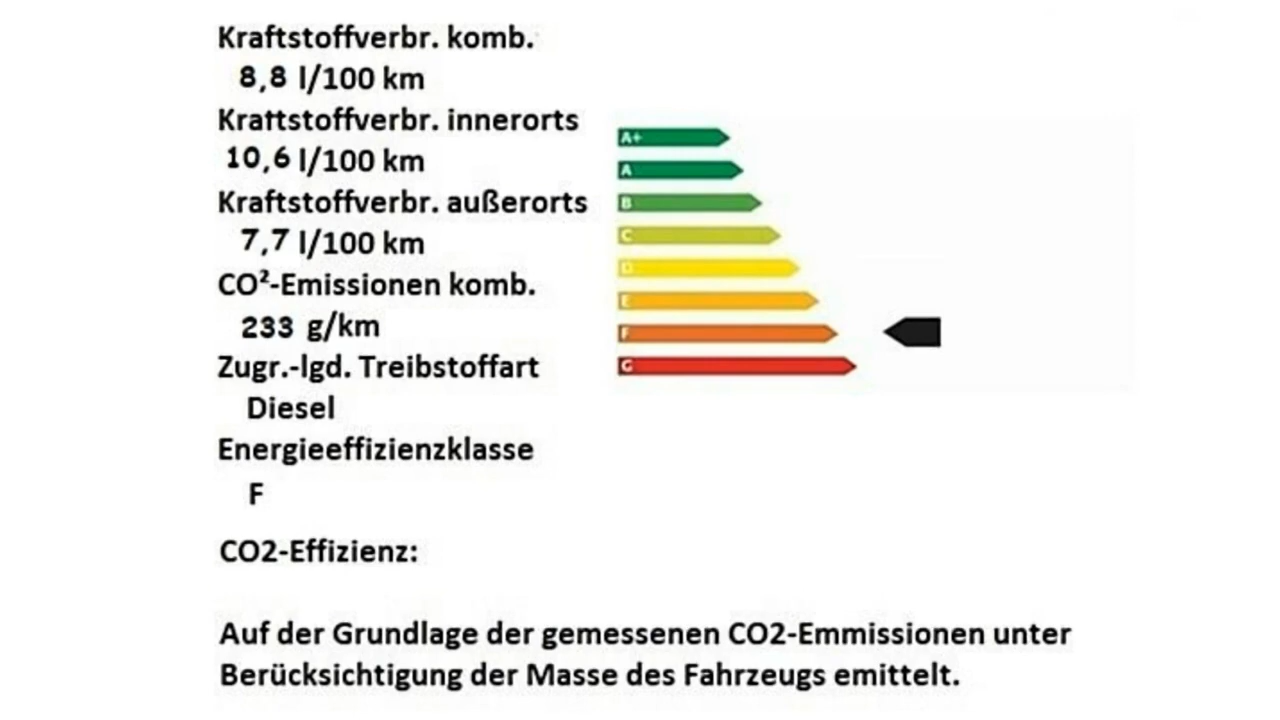 Kraftstoffverbr. komb.
8,8 l/100 km
Krattstoffverbr. innerorts
10,6 l/100 km
Kraftstoffverbr. außerorts
7,7 l/100 km
CO²-Emissionen komb.
233 g/km
Zugr.-lgd. Treibstoffart
Diesel
Energieeffizienzklasse
F
A+
A
B
C
D
E
F
G
CO2-Effizienz:
Auf der Grundlage der gemessenen CO2-Emmissionen unter
Berücksichtigung der Masse des Fahrzeugs emittelt.